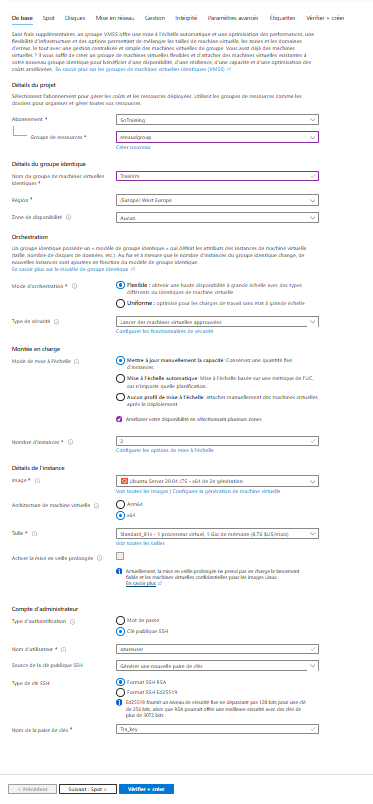 De base Spot Disques Mise en réseau Gestion Intégrité Paramètres avancés Étiquettes Vérifier + créer
Sans frais supplémentaires, un groupe VMSS offre une mise à l'échelle automatique et une optimisation des performances, une
flexibilité d'infrastructure et des options permettant de mélanger les tailles de machine virtuelle, les zones et les domaines
d'erreur, le tout avec une gestion centralisée et simple des machines virtuelles de groupe. Vous avez déjà des machines
virtuelles ? Il vous suffit de créer un groupe de machines virtuelles flexibles et d'attacher des machines virtuelles existantes à
votre nouveau groupe identique pour bénéficier d'une disponibilité, d'une résilience, d'une capacité et d'une optimisation des
coûts améliorées. En savoir plus sur les groupes de machines virtuelles identiques (VMSS)
Détails du projet
Sélectionnez l'abonnement pour gérer les coûts et les ressources déployées. Utilisez les groupes de ressources comme les
dossiers pour organiser et gérer toutes vos ressources.
Abonnement *
SoTraining
Groupe de ressources *
renaudgroup
Créer nouveau
Détails du groupe identique
Nom du groupe de machines virtuelles
identiques *
TrainVm
Région *
(Europe) West Europe
Zone de disponibilité
Aucun
Orchestration
Un groupe identique possède un « modèle de groupe identique » qui définit les attributs des instances de machine virtuelle
(taille, nombre de disques de données, etc.). Au fur et à mesure que le nombre d'instances du groupe identique change, de
nouvelles instances sont ajoutées en fonction du modèle de groupe identique.
En savoir plus sur le modèle de groupe identique
Mode d'orchestration *
Flexible : obtenir une haute disponibilité à grande échelle avec des types
différents ou identiques de machine virtuelle
Uniforme : optimisé pour les charges de travail sans état à grande échelle
Type de sécurité
Lancer des machines virtuelles approuvées
Configurer les fonctionnalités de sécurité
Montée en charge
Mode de mise à l'échelle
Mettre à jour manuellement la capacité: Conservez une quantité fixe
d'instances
Mise à l'échelle automatique: Mise à l'échelle basée sur une métrique de l'UC,
sur n'importe quelle planification.
Aucun profil de mise à l'échelle: attacher manuellement des machines virtuelles
après le déploiement
Améliorer votre disponibilité en sélectionnant plusieurs zones
Nombre d'instances *
2
Configurer les options de mise à l'échelle
Détails de l'instance
Image *
Ubuntu Server 20.04 LTS - x64 de 2e génération
Voir toutes les images | Configurer la génération de machine virtuelle
Architecture de machine virtuelle
Arm64
x64
Taille *
Standard_B1s - 1 processeur virtuel, 1 Gio de mémoire (8,76 $US/mois)
Voir toutes les tailles
Activer la mise en veille prolongée
Actuellement, la mise en veille prolongée ne prend pas en charge le lancement
fiable et les machines virtuelles confidentielles pour les images Linux.
En savoir plus
Compte d'administrateur
Type d'authentification
Mot de passe
Clé publique SSH
Nom d'utilisateur *
azureuser
Source de la clé publique SSH
Générer une nouvelle paire de clés
Type de clé SSH
Format SSH RSA
Format SSH Ed25519
Ed25519 fournit un niveau de sécurité fixe ne dépassant pas 128 bits pour une clé
de 256 bits, alors que RSA pourrait offrir une meilleure sécurité avec des clés de
plus de 3072 bits.
Nom de la paire de clés *
Tra_key
< Précédent Suivant : Spot > Vérifier + créer